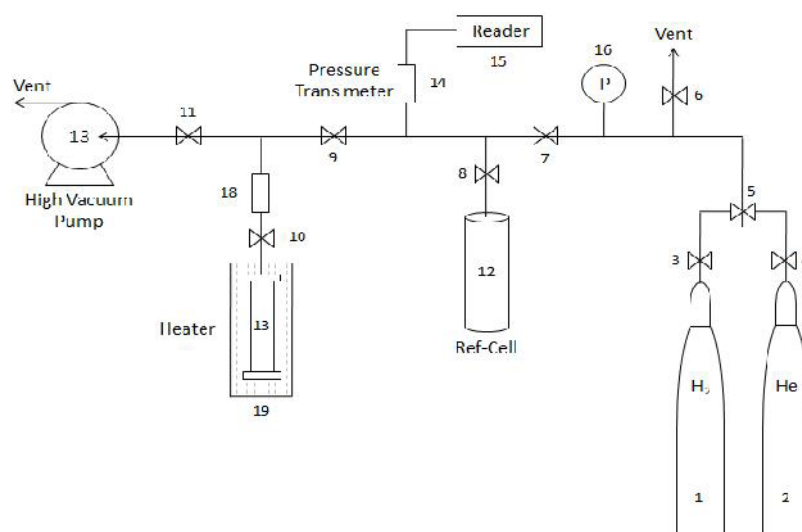 Reader
15
16
Vent
Pressure
Transmeter
14
P
6
Vent
11
13
9
7
High Vacuum
Pump
18
8
5
10
3
12
Heater
13
Ref-Cell
19
H₂
He
1
2